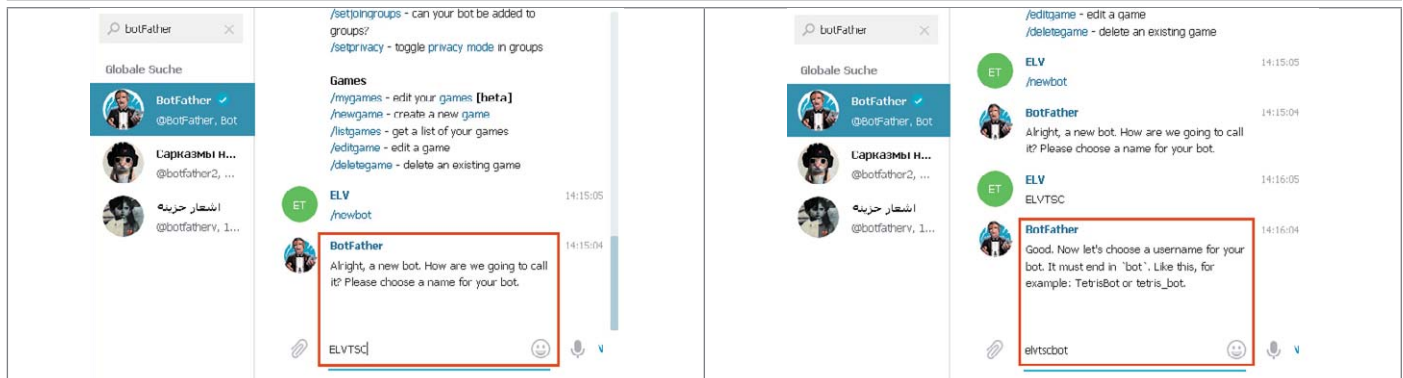 botFather
Globale Suche
BotFather
@BotFather, Bot
Сарказмы н...
@botfather2, ...
اشعار حزينه
@botfatherv, 1...
/setjoingroups - can your bot be added to
groups?
/setprivacy - toggle privacy mode in groups
Games
/mygames - edit your games [beta]
/newgame - create a new game
/listgames - get a list of your games
/editgame - edit a game
/deletegame - delete an existing game
ET
ELV
14:15:05
/newbot
BotFather
14:15:04
Alright, a new bot. How are we going to call
it? Please choose a name for your bot.
ELVTSC
botFather
Globale Suche
BotFather
@BotFather, Bot
Сарказмы н...
@botfather2, ...
اشعار حزينه
@botfatherv, 1...
/editgame - edit a game
/deletegame - delete an existing game
ET
ELV
14:15:05
/newbot
BotFather
14:15:04
Alright, a new bot. How are we going to call
it? Please choose a name for your bot.
ET
ELV
14:16:05
ELVTSC
BotFather
14:16:04
Good. Now let's choose a username for your
bot. It must end in `bot`. Like this, for
example: TetrisBot or tetris_bot.
elvtscbot